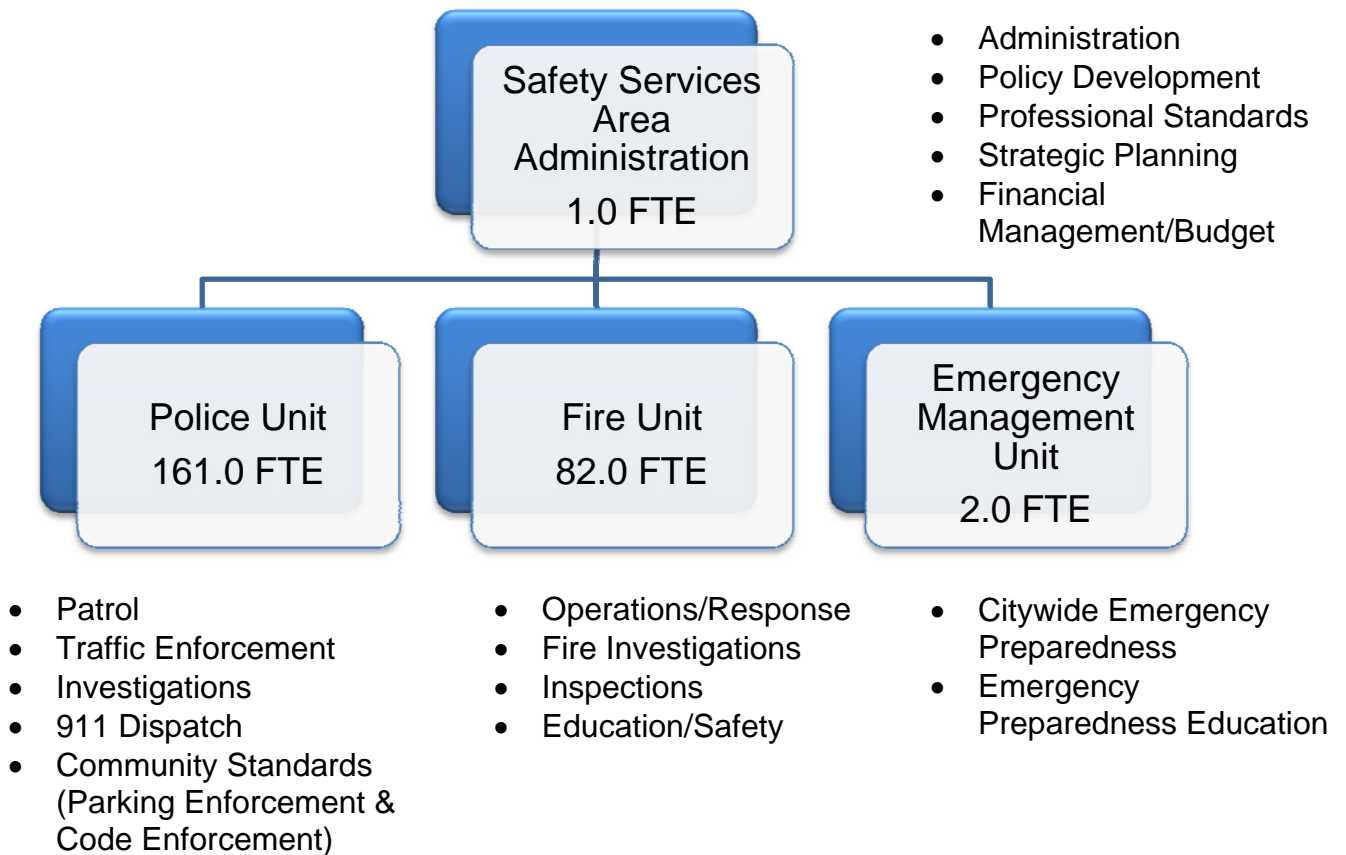 Safety Services
Area
Administration
1.0 FTE
• Administration
• Policy Development
• Professional Standards
• Strategic Planning
• Financial
Management/Budget
Police Unit
161.0 FTE
Fire Unit
82.0 FTE
Emergency
Management
Unit
2.0 FTE
• Patrol
• Traffic Enforcement
• Investigations
• 911 Dispatch
• Community Standards
(Parking Enforcement &
Code Enforcement)
• Operations/Response
• Fire Investigations
• Inspections
• Education/Safety
• Citywide Emergency
Preparedness
• Emergency
Preparedness Education